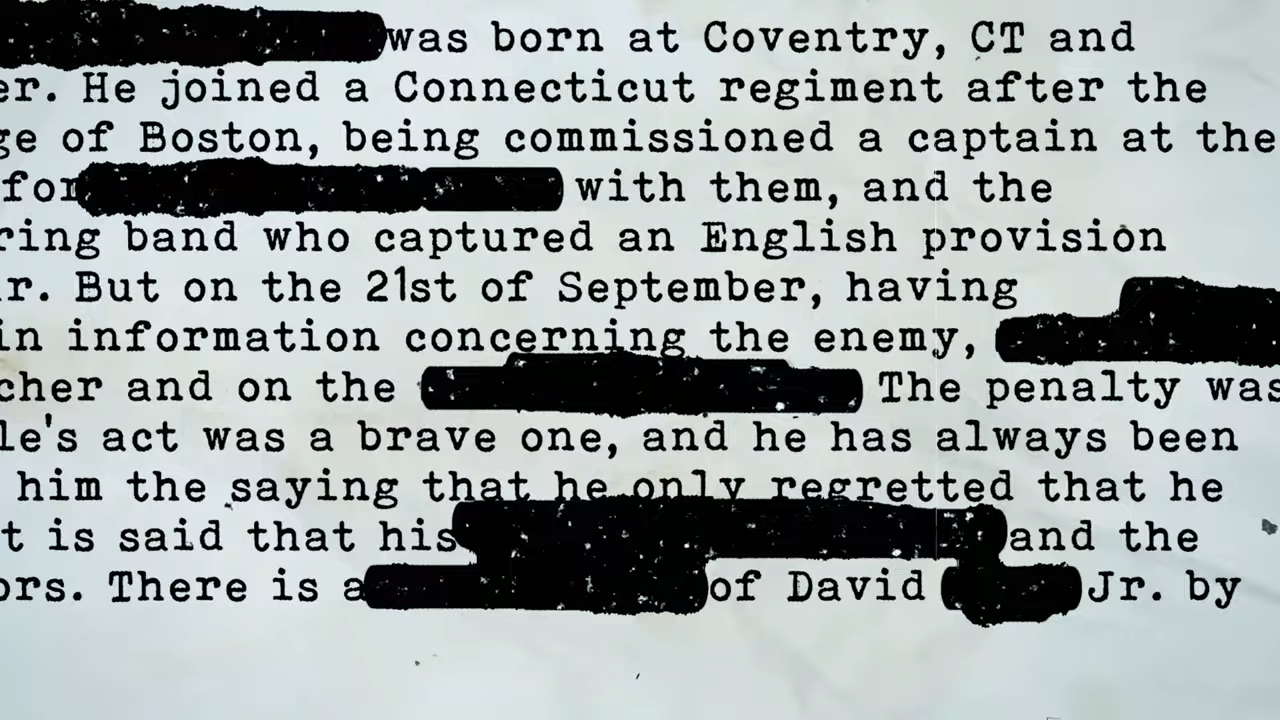 was born at Coventry, CT and
er. He joined a Connecticut regiment after the
ge of Boston, being commissioned a captain at the
for with them, and the
ring band who captured an English provision
r. But on the 21st of September, having
in information concerning the enemy,
cher and on the The penalty was
le's act was a brave one, and he has always been
him the saying that he only regretted that he
t is said that his and the
ors. There is a of David Jr. by